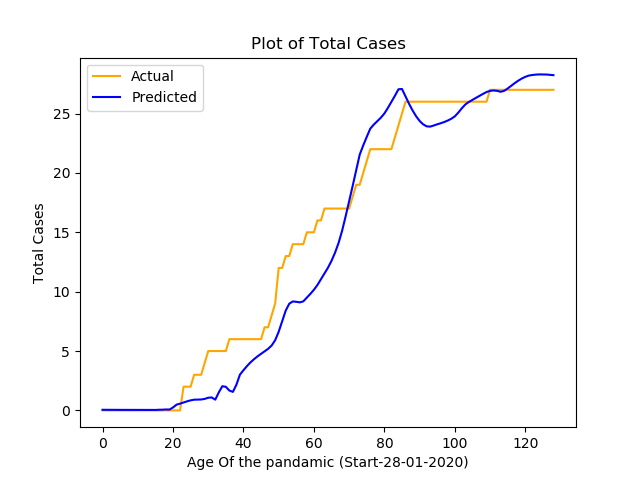 Plot of Total Cases
Actual
Predicted
Total Cases
25
20
15
10
5
0
0 20 40 60 80 100 120
Age Of the pandamic (Start-28-01-2020)